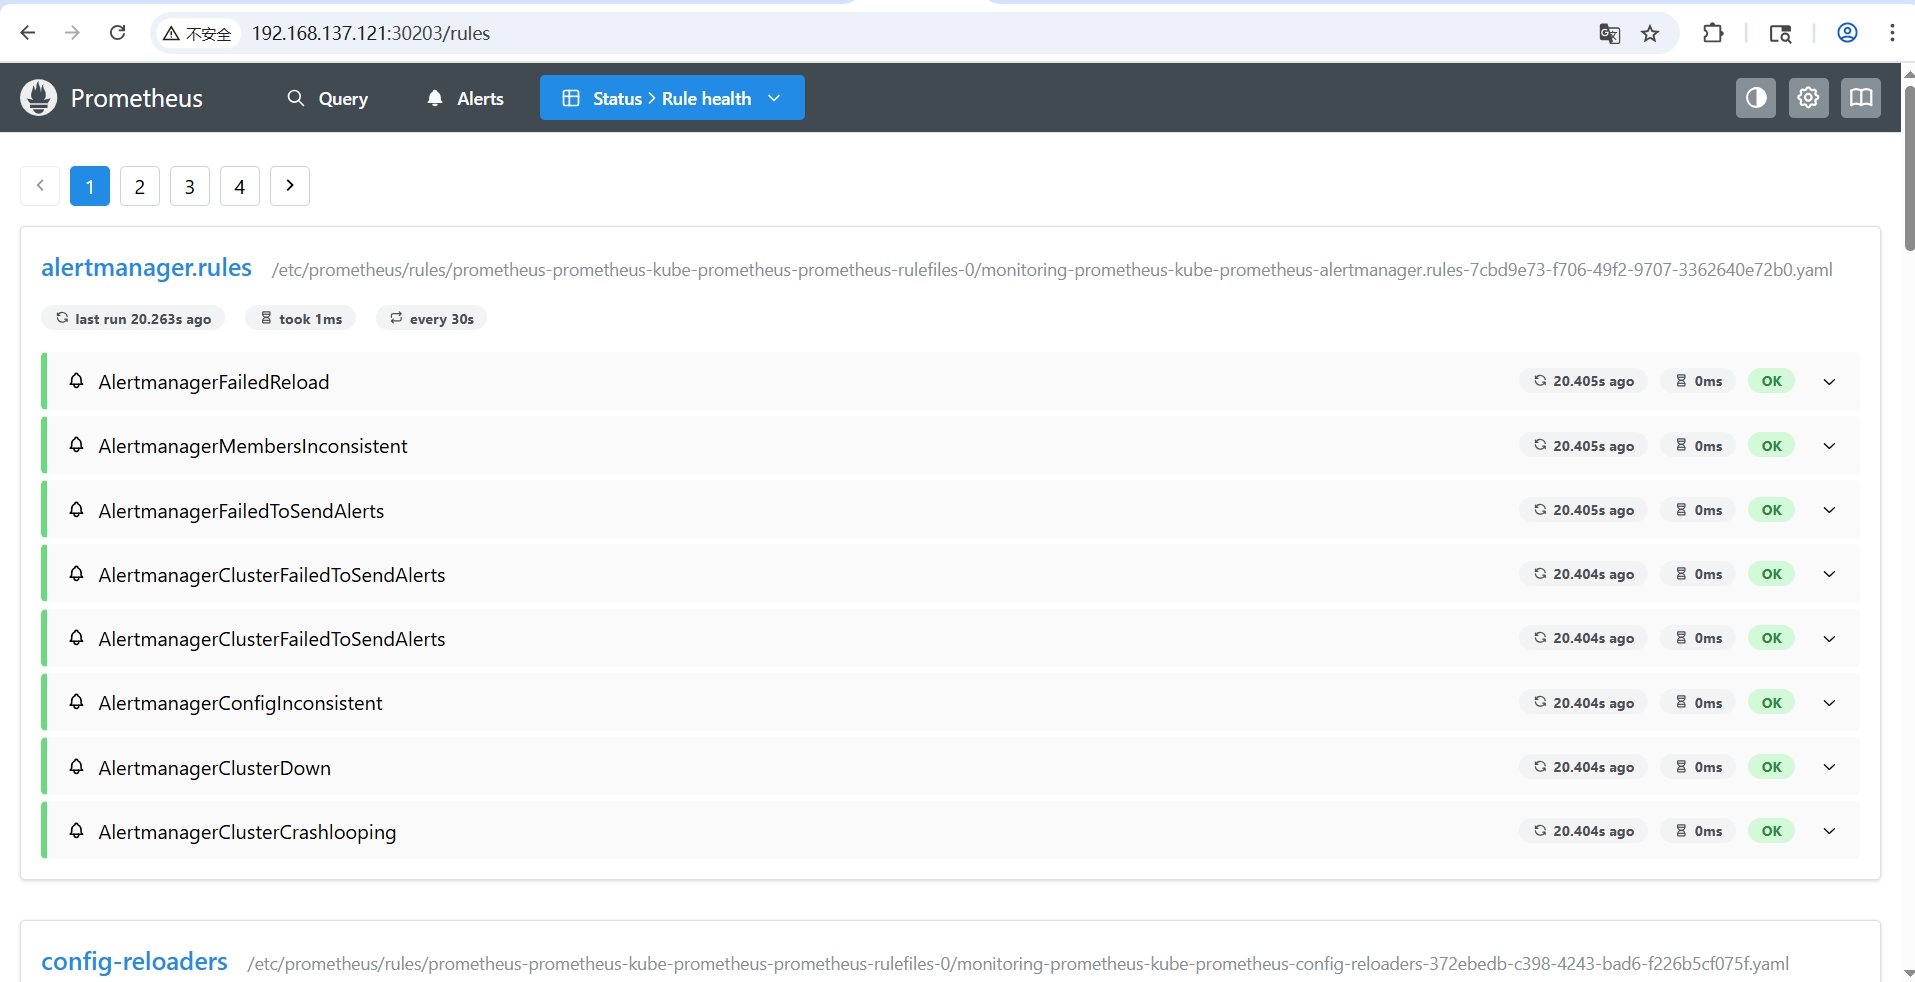 不安全 192.168.137.121:30203/rules
Prometheus Query Alerts Status > Rule health
1 2 3 4
alertmanager.rules /etc/prometheus/rules/prometheus-prometheus-kube-prometheus-prometheus-rulefiles-0/monitoring-prometheus-kube-prometheus-alertmanager.rules-7cbd9e73-f706-49f2-9707-3362640e72b0.yaml
last run 20.263s ago took 1ms every 30s
AlertmanagerFailedReload 20.405s ago 0ms OK
AlertmanagerMembersInconsistent 20.405s ago 0ms OK
AlertmanagerFailedToSendAlerts 20.405s ago 0ms OK
AlertmanagerClusterFailedToSendAlerts 20.404s ago 0ms OK
AlertmanagerClusterFailedToSendAlerts 20.404s ago 0ms OK
AlertmanagerConfigInconsistent 20.404s ago 0ms OK
AlertmanagerClusterDown 20.404s ago 0ms OK
AlertmanagerClusterCrashlooping 20.404s ago 0ms OK
config-reloaders /etc/prometheus/rules/prometheus-prometheus-kube-prometheus-prometheus-rulefiles-0/monitoring-prometheus-kube-prometheus-config-reloaders-372ebedb-c398-4243-bad6-f226b5cf075f.yaml